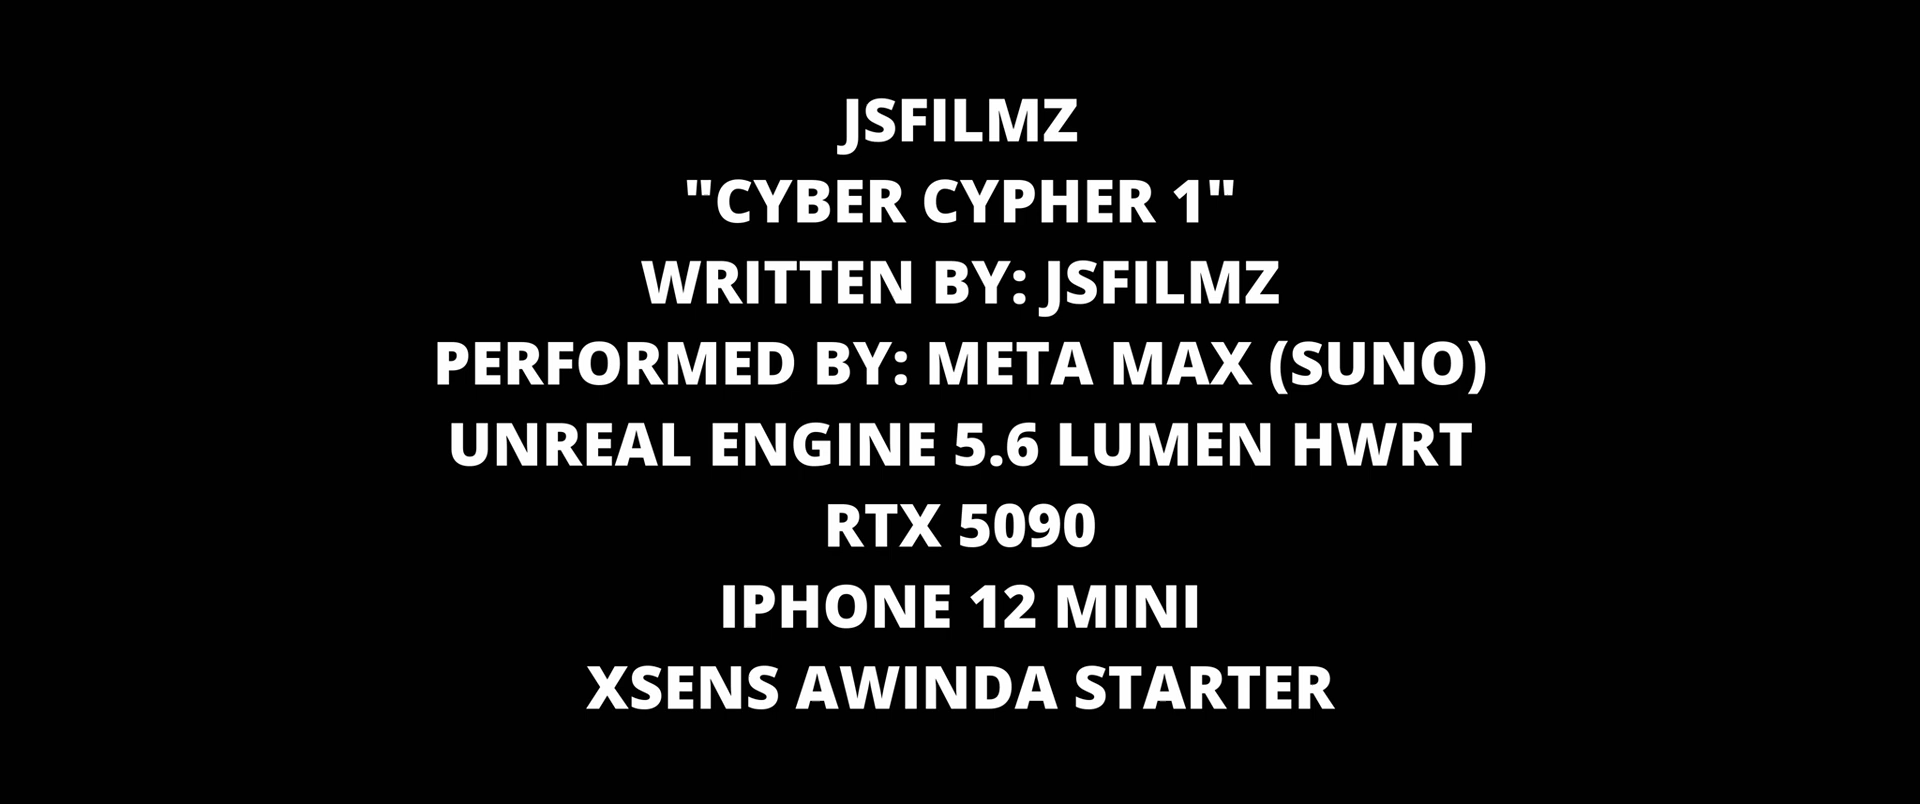 JSFILMZ
"CYBER CYPHER 1"
WRITTEN BY: JSFILMZ
PERFORMED BY: META MAX (SUNO)
UNREAL ENGINE 5.6 LUMEN HWRT
RTX 5090
IPHONE 12 MINI
XSENS AWINDA STARTER